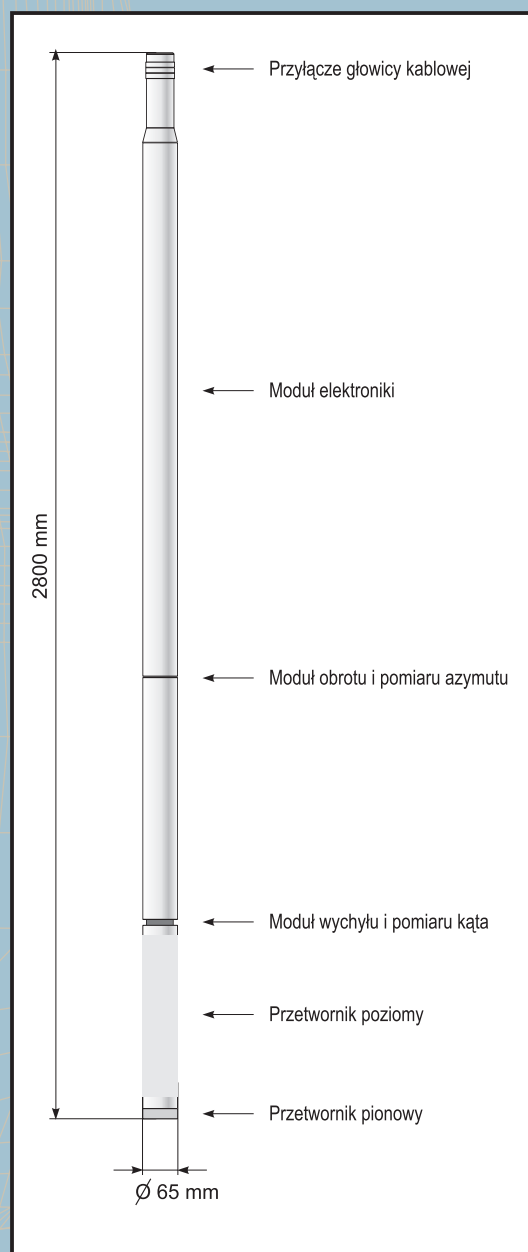 Przyłącze głowicy kablowej
Moduł elektroniki
2800 mm
Moduł obrotu i pomiaru azymutu
Moduł wychyłu i pomiaru kąta
Przetwornik poziomy
Przetwornik pionowy
Ø 65 mm